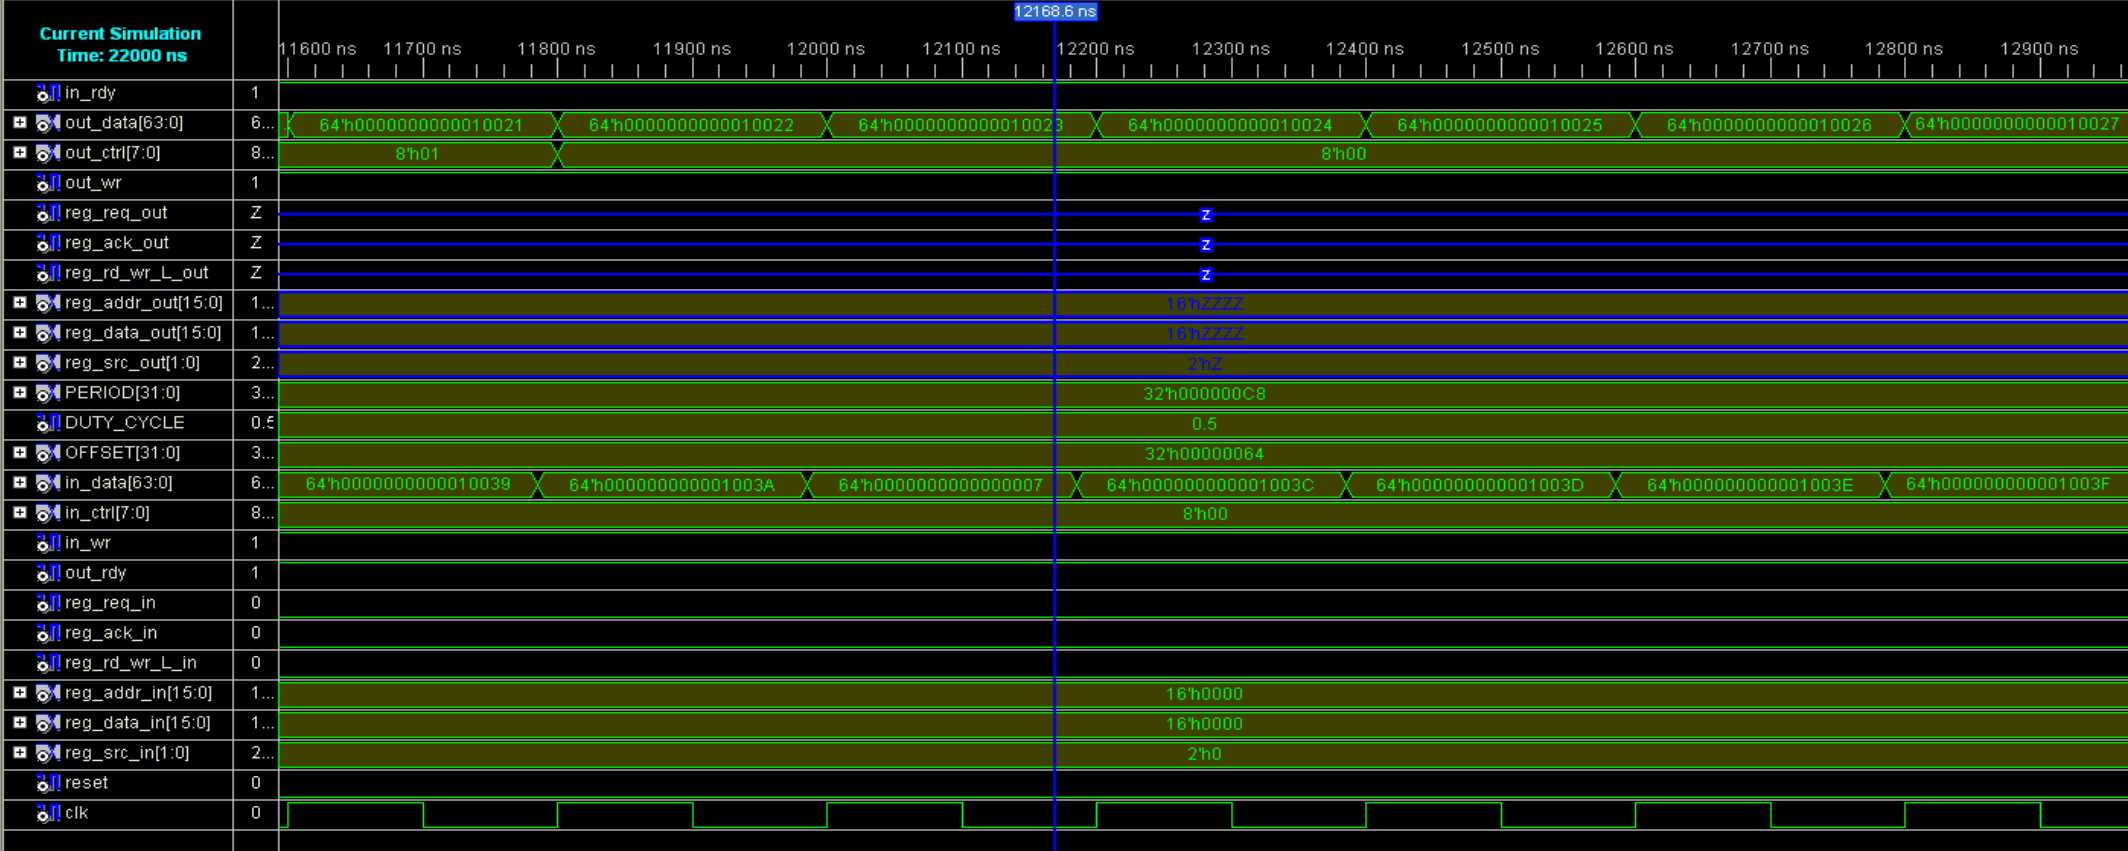 12168.6 ns
Current Simulation
Time: 22000 ns
11600 ns 11700 ns 11800 ns 11900 ns 12000 ns 12100 ns 12200 ns 12300 ns 12400 ns 12500 ns 12600 ns 12700 ns 12800 ns 12900 ns
in_rdy 1
out_data[63:0] 6... 64'h0000000000010021 64'h0000000000010022 64'h0000000000010023 64'h0000000000010024 64'h0000000000010025 64'h0000000000010026 64'h0000000000010027
out_ctrl[7:0] 8... 8'h01 8'h00
out_wr 1
reg_req_out Z Z
reg_ack_out Z Z
reg_rd_wr_L_out Z Z
reg_addr_out[15:0] 1... 16'hZZZZ
reg_data_out[15:0] 1... 16'hZZZZ
reg_src_out[1:0] 2... 2'hZ
PERIOD[31:0] 3... 32'h000000C8
DUTY_CYCLE 0.5 0.5
OFFSET[31:0] 3... 32'h00000064
in_data[63:0] 6... 64'h0000000000010039 64'h000000000001003A 64'h0000000000000007 64'h000000000001003C 64'h000000000001003D 64'h000000000001003E 64'h000000000001003F
in_ctrl[7:0] 8... 8'h00
in_wr 1
out_rdy 1
reg_req_in 0
reg_ack_in 0
reg_rd_wr_L_in 0
reg_addr_in[15:0] 1... 16'h0000
reg_data_in[15:0] 1... 16'h0000
reg_src_in[1:0] 2... 2'h0
reset 0
clk 0